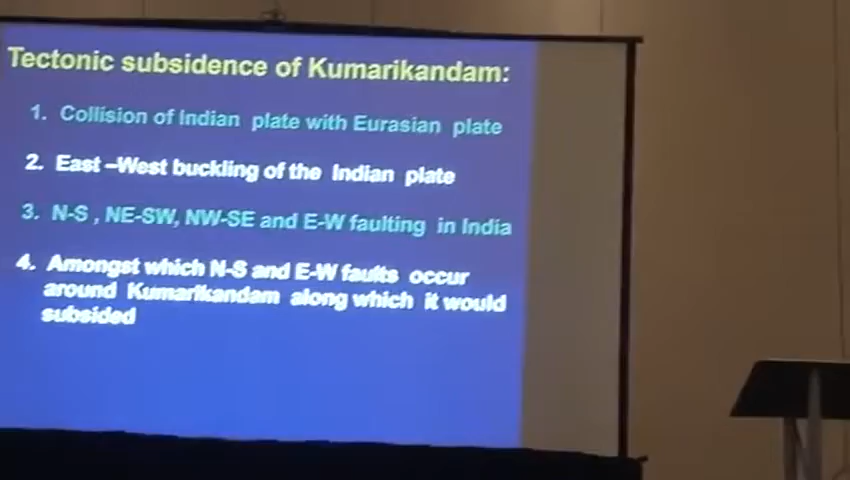 Tectonic subsidence of Kumarikandam:
1. Collision of Indian plate with Eurasian plate
2. East –West buckling of the Indian plate
3. N-S , NE-SW, NW-SE and E-W faulting in India
4. Amongst which N-S and E-W faults occur
around Kumarikandam along which it would
subsided